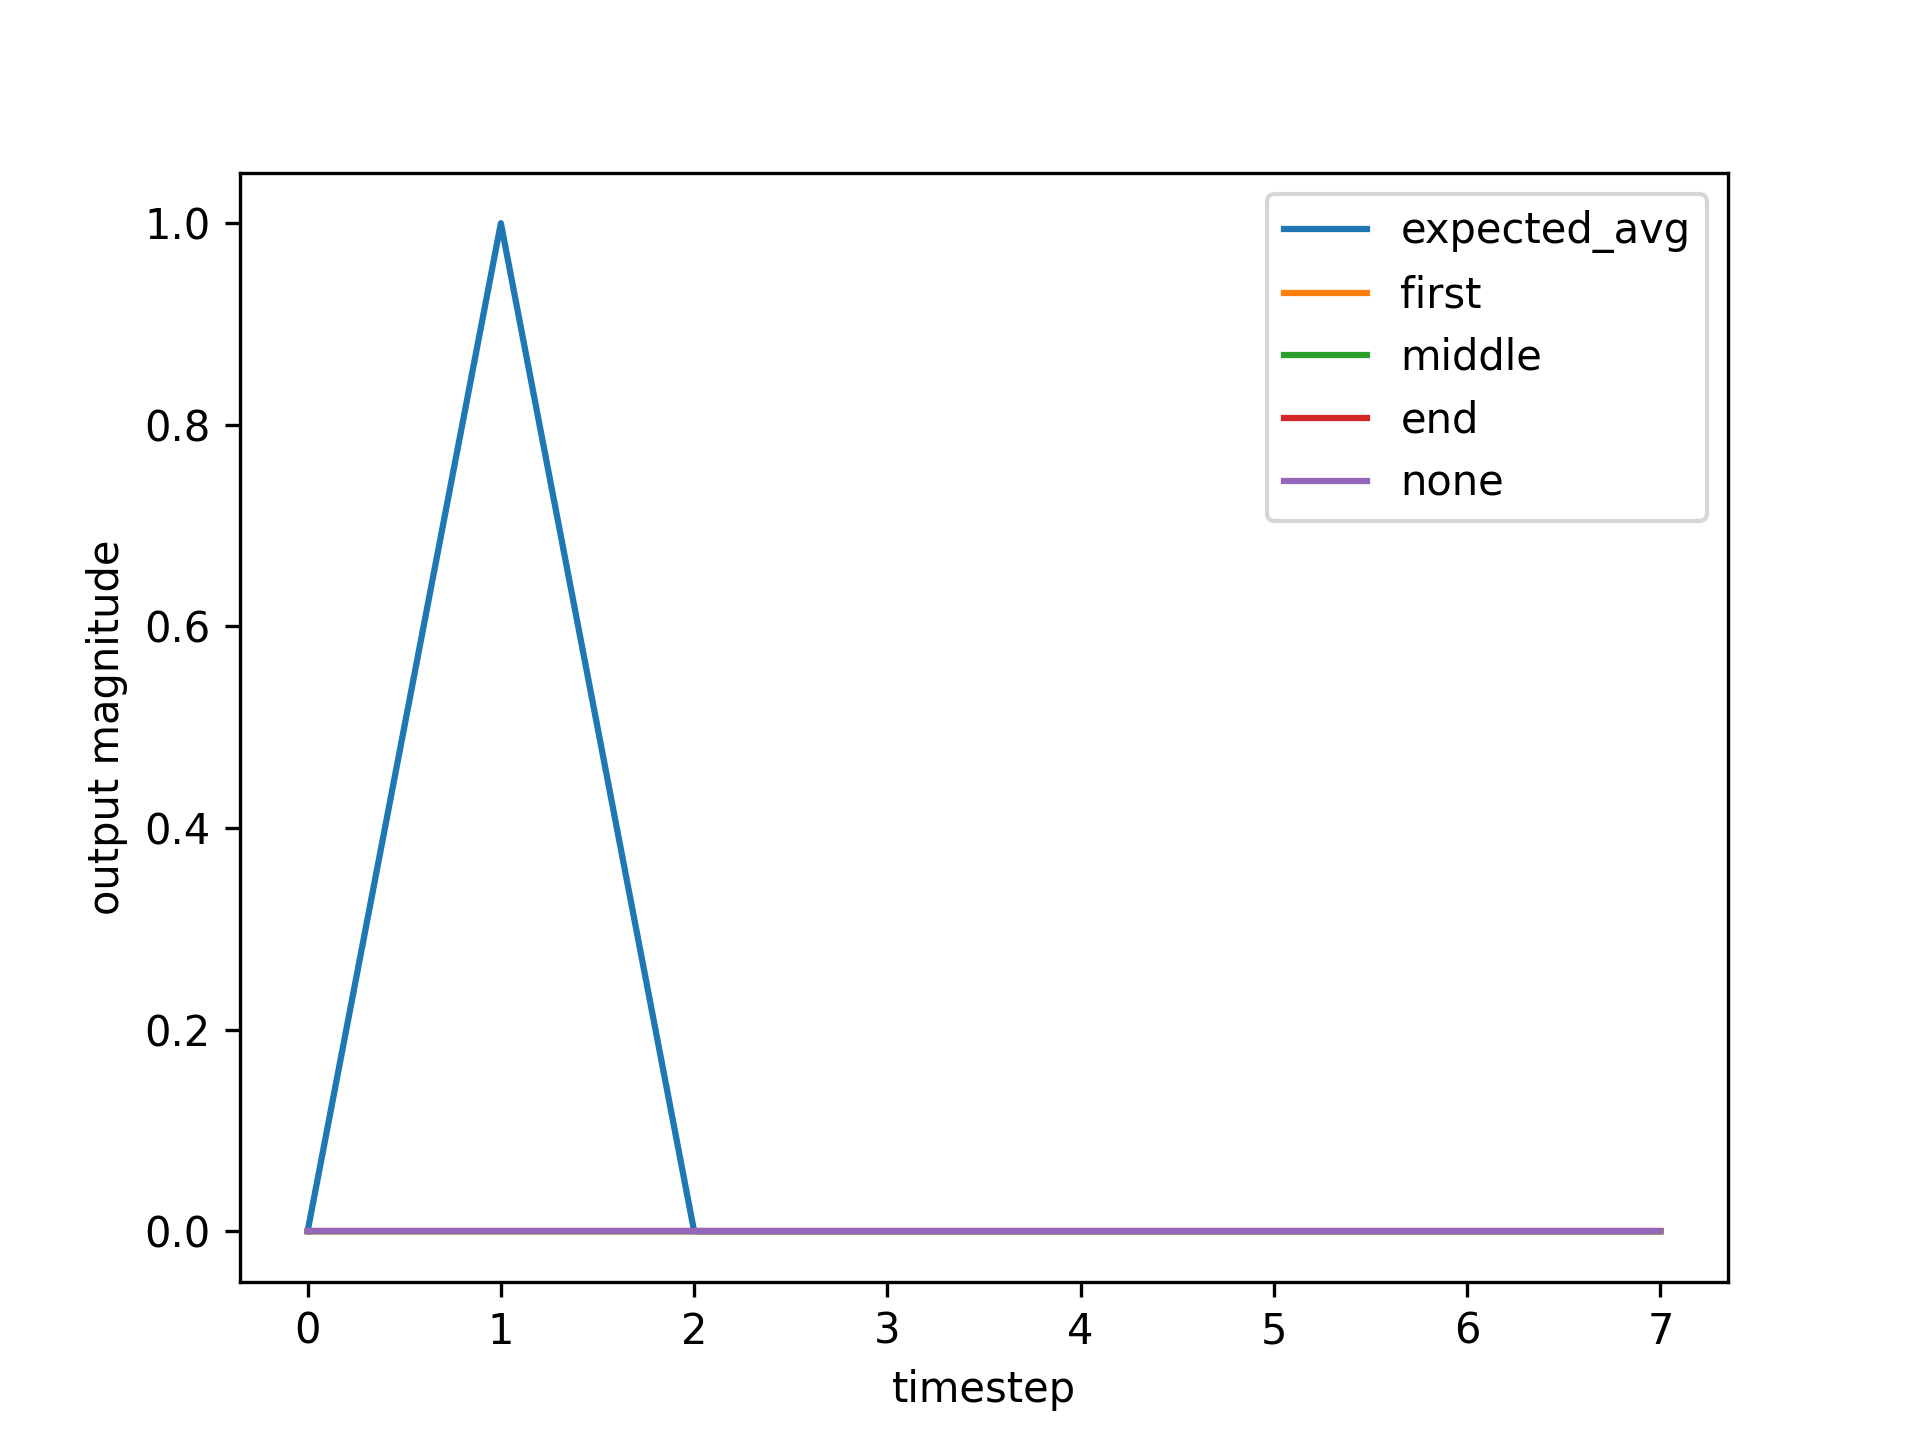 expected_avg
first
middle
end
none
output magnitude
1.0
0.8
0.6
0.4
0.2
0.0
0 1 2 3 4 5 6 7
timestep